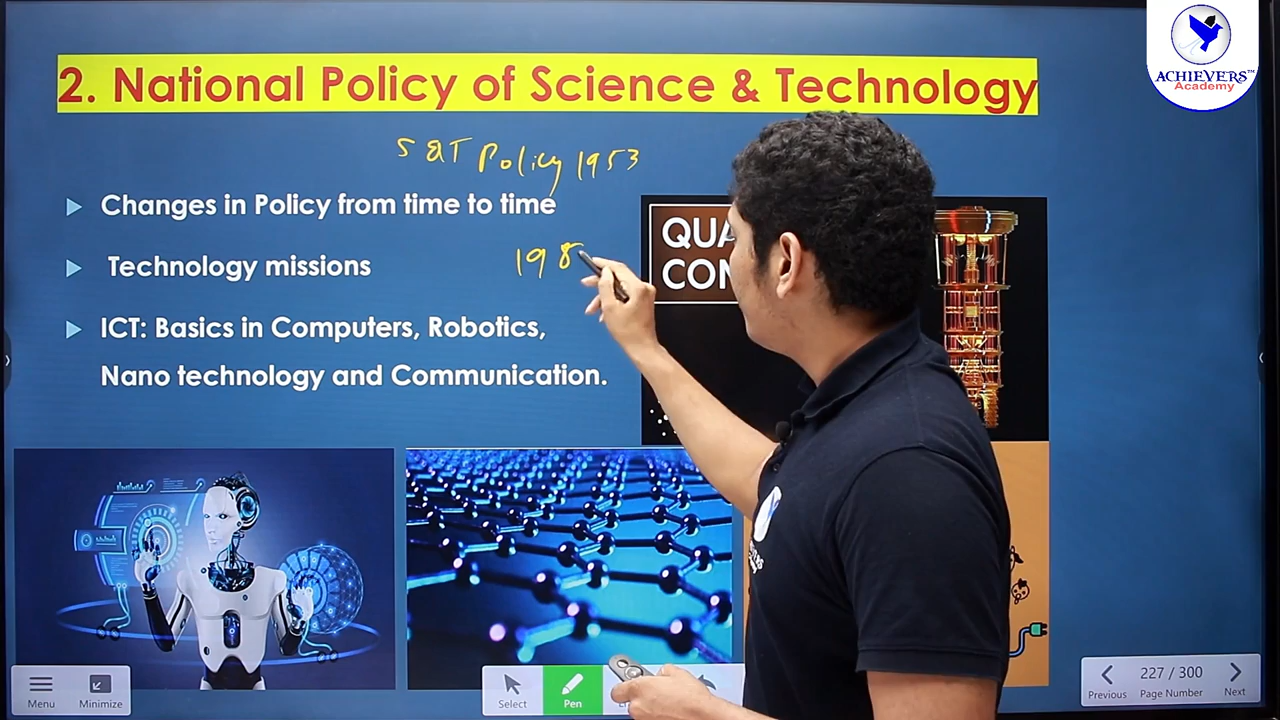 2. National Policy of Science & Technology
ACHIEVERS™
Academy
S &T Policy 1953
Changes in Policy from time to time
Technology missions
198
ICT: Basics in Computers, Robotics,
Nano technology and Communication.
QUA
CON
Menu
Minimize
Select
Pen
Previous
227 / 300
Page Number
Next